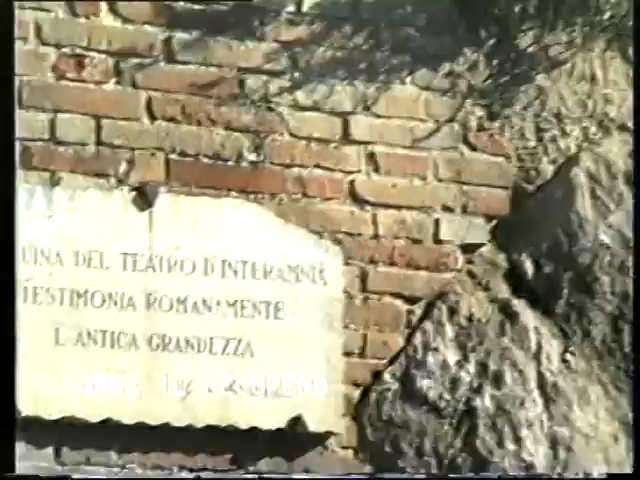 UINA DEL TEATRO D'INTERAMNIA
TESTIMONIA ROMANAMENTE
L'ANTICA GRANDEZZA